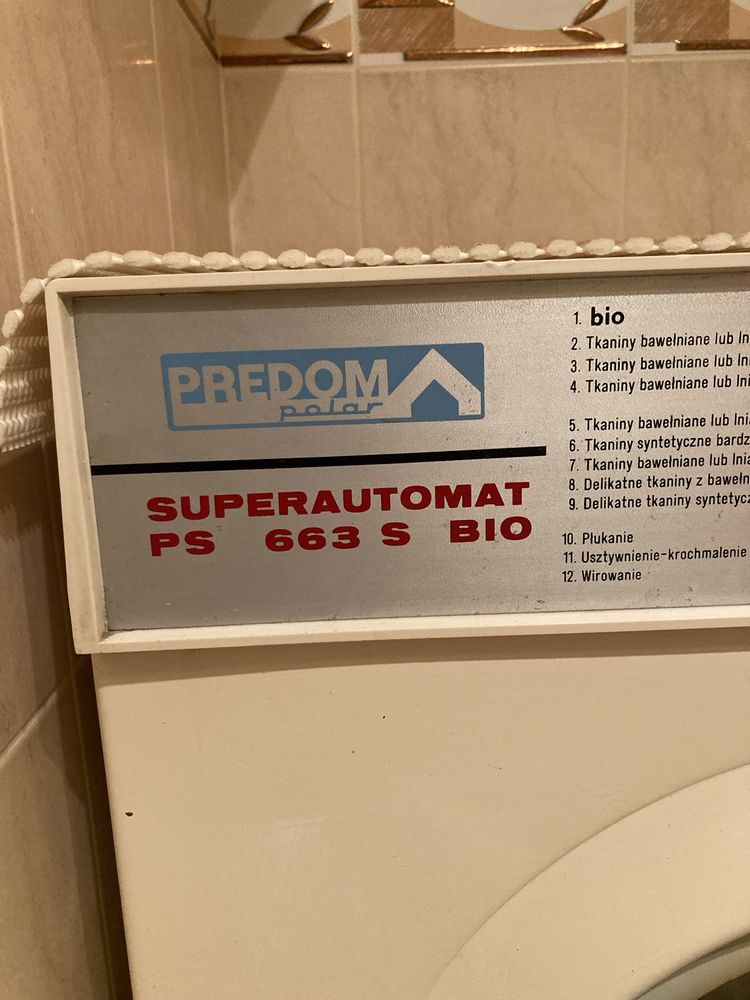 PREDOM
polar
SUPERAUTOMAT
PS 663 S BIO
1. bio
2. Tkaniny bawełniane lub
3. Tkaniny bawełniane lub
4. Tkaniny bawełniane lub
5. Tkaniny bawełniane lub
6. Tkaniny syntetyczne
7. Tkaniny bawełniane lub
8. Delikatne tkaniny z
9. Delikatne tkaniny
10. Płukanie
11. Usztywnienie-krochmalenie
12. Wirowanie